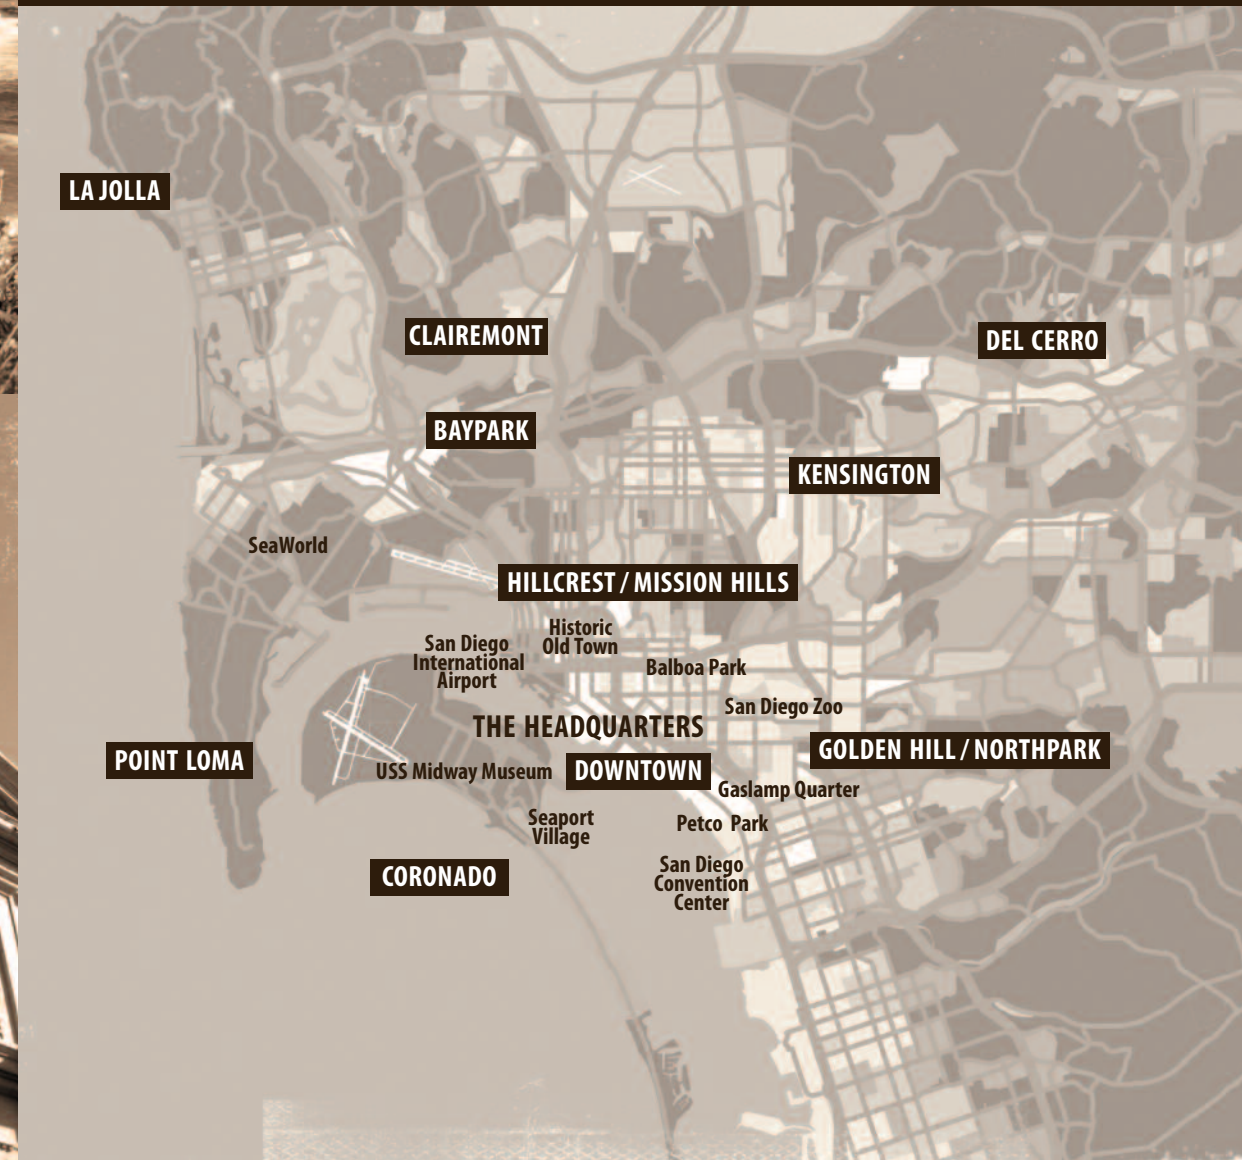 LA JOLLA
CLAIREMONT
DEL CERRO
BAYPARK
KENSINGTON
SeaWorld
HILLCREST / MISSION HILLS
Historic
Old Town
San Diego
International
Airport
Balboa Park
San Diego Zoo
THE HEADQUARTERS
GOLDEN HILL / NORTHPARK
POINT LOMA
USS Midway Museum
DOWNTOWN
Gaslamp Quarter
Seaport
Village
Petco Park
CORONADO
San Diego
Convention
Center